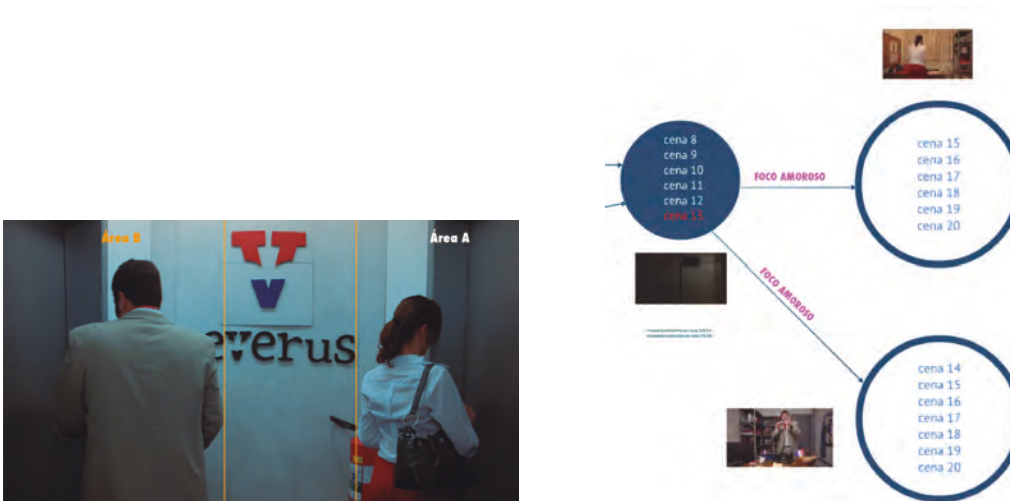 Área B
Área A
everus
cena 8
cena 9
cena 10
cena 11
cena 12
cena 13
FOCO AMOROSO
cena 15
cena 16
cena 17
cena 18
cena 19
cena 20
FOCO AMOROSO
cena 14
cena 15
cena 16
cena 17
cena 18
cena 19
cena 20